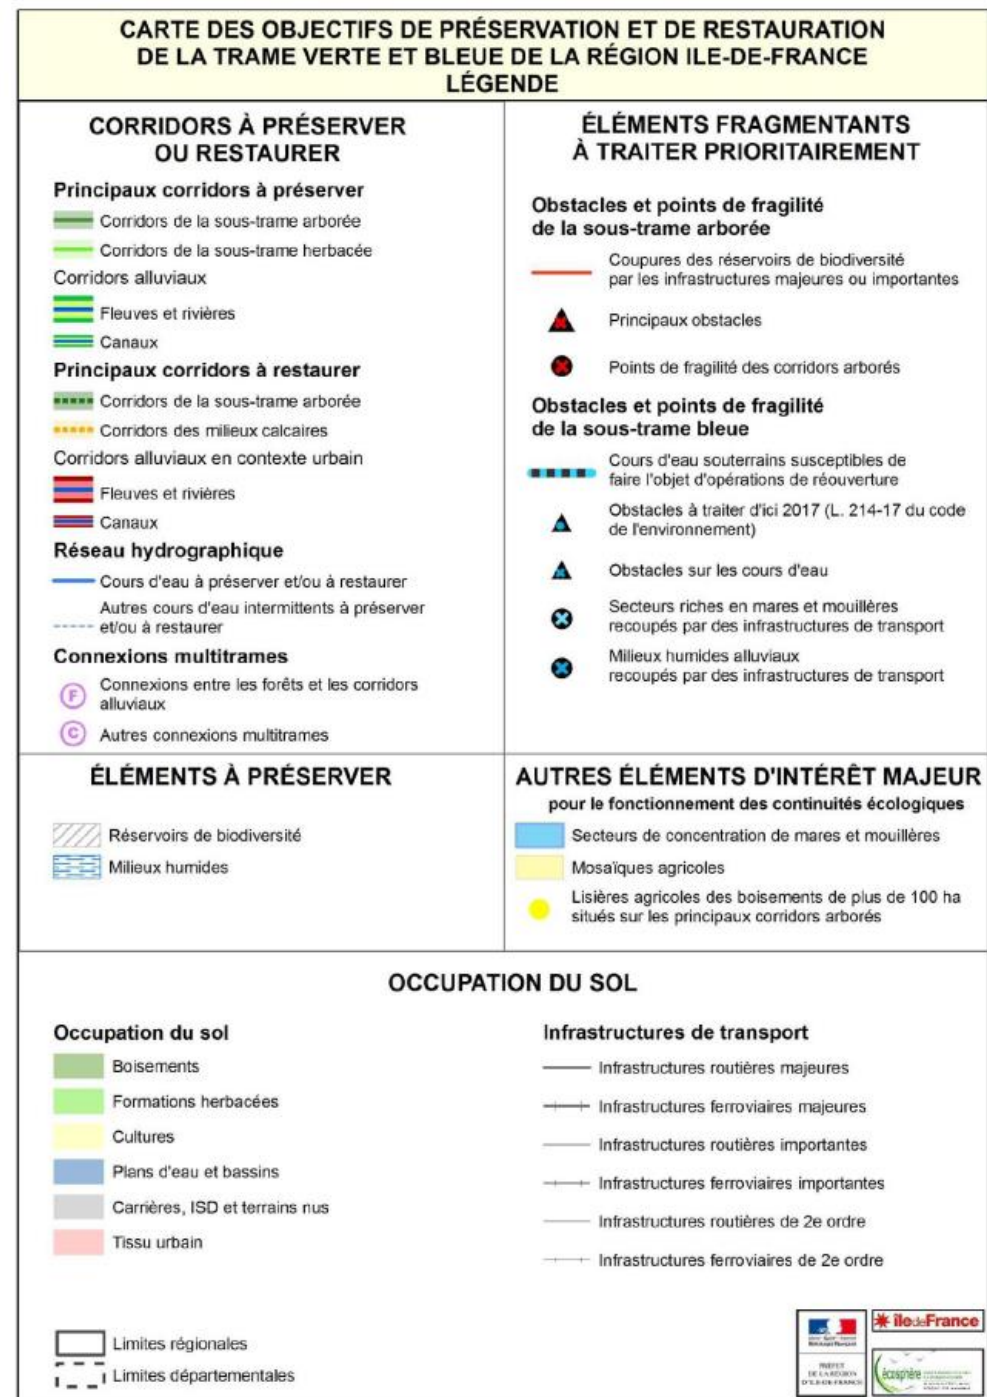 CARTE DES OBJECTIFS DE PRÉSERVATION ET DE RESTAURATION
DE LA TRAME VERTE ET BLEUE DE LA RÉGION ILE-DE-FRANCE
LÉGENDE
CORRIDORS À PRÉSERVER
OU RESTAURER
Principaux corridors à préserver
Corridors de la sous-trame arborée
Corridors de la sous-trame herbacée
Corridors alluviaux
Fleuves et rivières
Canaux
Principaux corridors à restaurer
Corridors de la sous-trame arborée
Corridors des milieux calcaires
Corridors alluviaux en contexte urbain
Fleuves et rivières
Canaux
Réseau hydrographique
Cours d'eau à préserver et/ou à restaurer
Autres cours d'eau intermittents à préserver
et/ou à restaurer
Connexions multitrames
F
Connexions entre les forêts et les corridors
alluviaux
C
Autres connexions multitrames
ÉLÉMENTS FRAGMENTANTS
À TRAITER PRIORITAIREMENT
Obstacles et points de fragilité
de la sous-trame arborée
Coupures des réservoirs de biodiversité
par les infrastructures majeures ou importantes
Principaux obstacles
Points de fragilité des corridors arborés
Obstacles et points de fragilité
de la sous-trame bleue
Cours d'eau souterrains susceptibles de
faire l'objet d'opérations de réouverture
Obstacles à traiter d'ici 2017 (L. 214-17 du code
de l'environnement)
Obstacles sur les cours d'eau
Secteurs riches en mares et mouillères
recoupés par des infrastructures de transport
Milieux humides alluviaux
recoupés par des infrastructures de transport
ÉLÉMENTS À PRÉSERVER
Réservoirs de biodiversité
Milieux humides
AUTRES ÉLÉMENTS D'INTÉRÊT MAJEUR
pour le fonctionnement des continuités écologiques
Secteurs de concentration de mares et mouillères
Mosaïques agricoles
Lisières agricoles des boisements de plus de 100 ha
situés sur les principaux corridors arborés
OCCUPATION DU SOL
Occupation du sol
Boisements
Formations herbacées
Cultures
Plans d'eau et bassins
Carrières, ISD et terrains nus
Tissu urbain
Limites régionales
Limites départementales
Infrastructures de transport
Infrastructures routières majeures
Infrastructures ferroviaires majeures
Infrastructures routières importantes
Infrastructures ferroviaires importantes
Infrastructures routières de 2e ordre
Infrastructures ferroviaires de 2e ordre
PRÉFET
DE LA RÉGION
D'ILE-DE-FRANCE
îledeFrance
écosphère